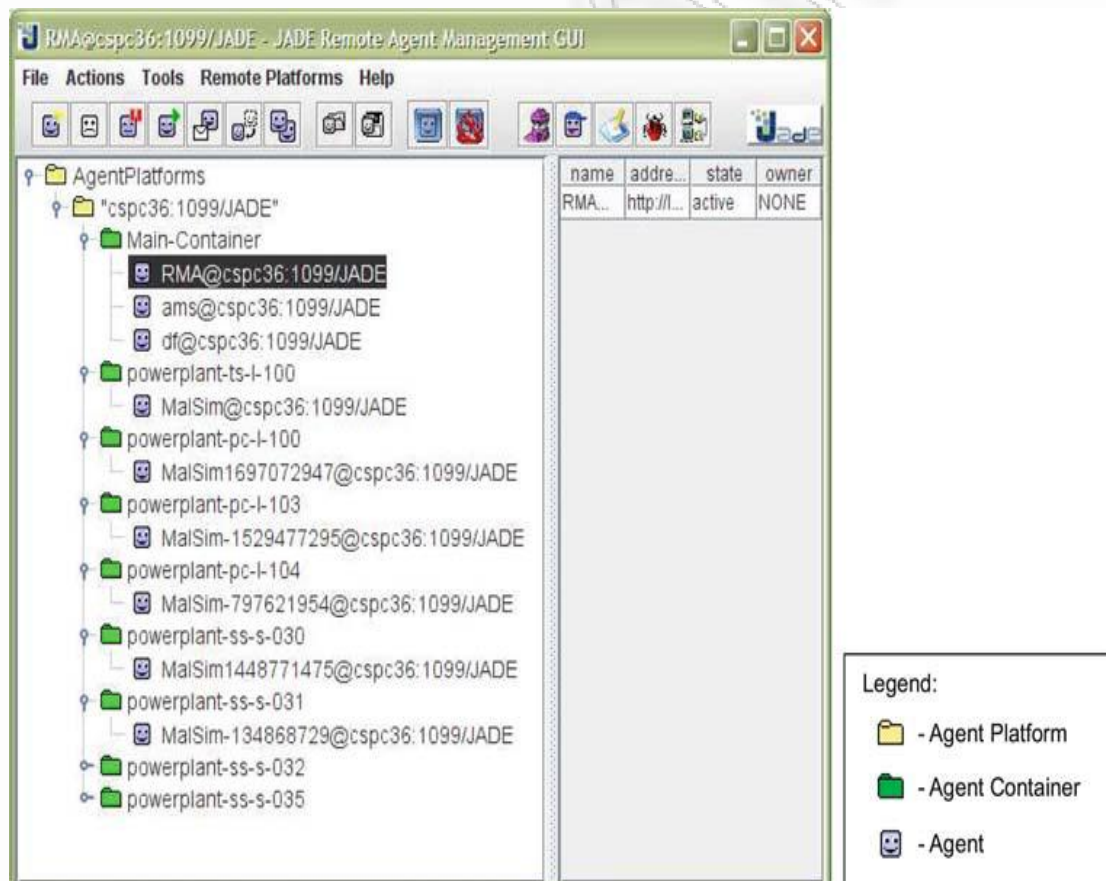 RMA@cspc36:1099/JADE - JADE Remote Agent Management GUI
File Actions Tools Remote Platforms Help
Jade
AgentPlatforms
"cspc36:1099/JADE"
Main-Container
RMA@cspc36:1099/JADE
ams@cspc36:1099/JADE
df@cspc36:1099/JADE
powerplant-ts-l-100
MalSim@cspc36:1099/JADE
powerplant-pc-l-100
MalSim1697072947@cspc36:1099/JADE
powerplant-pc-l-103
MalSim-1529477295@cspc36:1099/JADE
powerplant-pc-l-104
MalSim-797621954@cspc36:1099/JADE
powerplant-ss-s-030
MalSim1448771475@cspc36:1099/JADE
powerplant-ss-s-031
MalSim-134868729@cspc36:1099/JADE
powerplant-ss-s-032
powerplant-ss-s-035
name addre... state owner
RMA... http://l... active NONE
Legend:
- Agent Platform
- Agent Container
- Agent